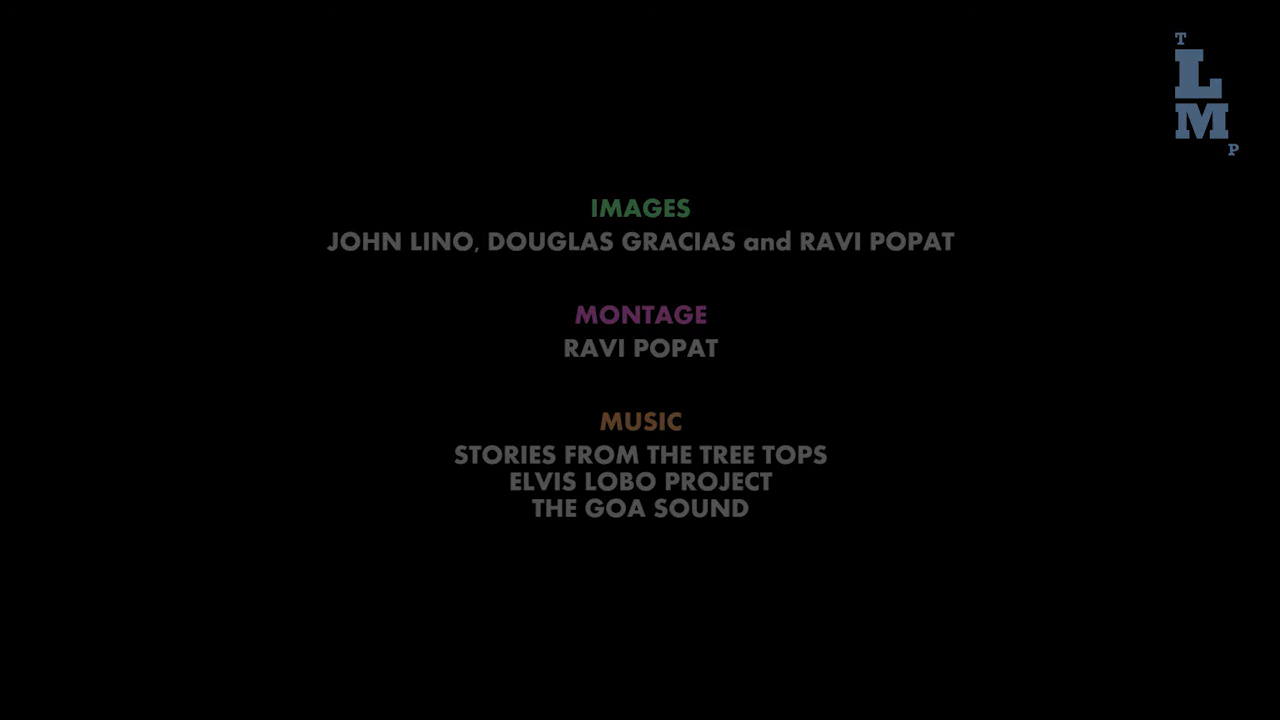 T
L
M
P
IMAGES
JOHN LINO, DOUGLAS GRACIAS and RAVI POPAT
MONTAGE
RAVI POPAT
MUSIC
STORIES FROM THE TREE TOPS
ELVIS LOBO PROJECT
THE GOA SOUND